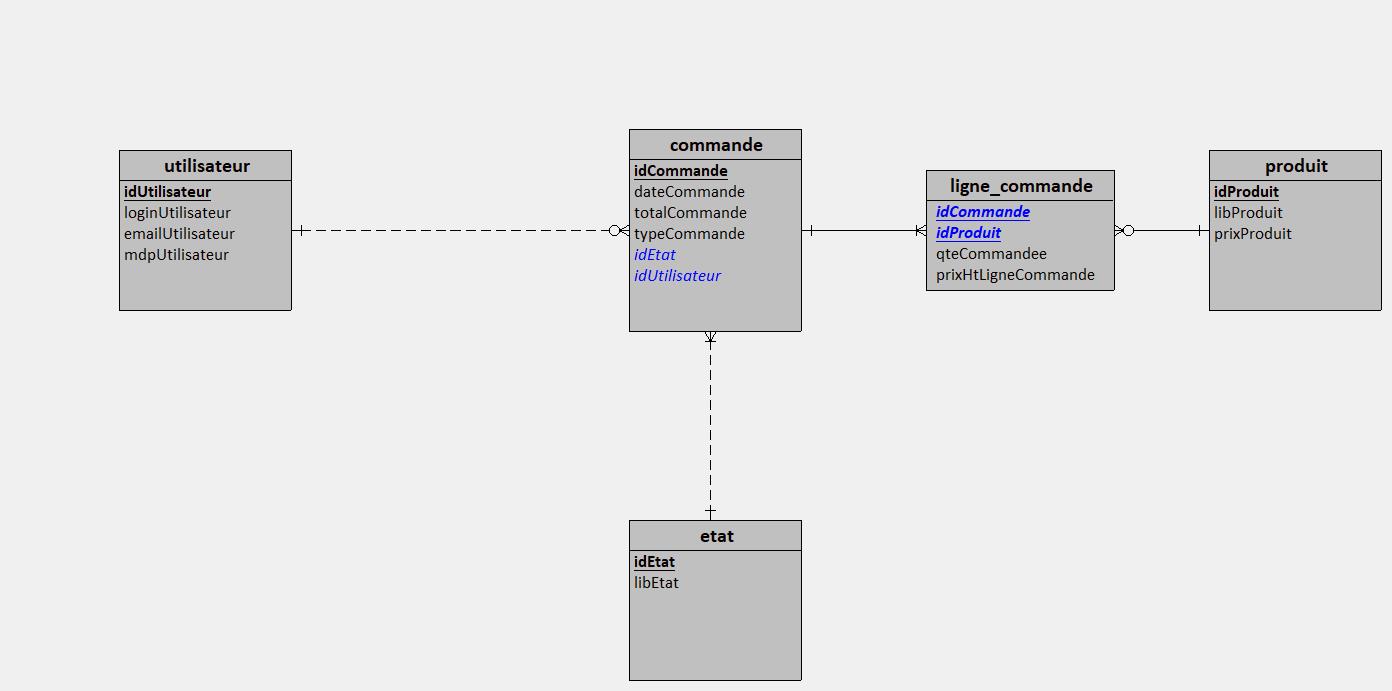 utilisateur
idUtilisateur
loginUtilisateur
emailUtilisateur
mdpUtilisateur
commande
idCommande
dateCommande
totalCommande
typeCommande
idEtat
idUtilisateur
ligne_commande
idCommande
idProduit
qteCommandee
prixHtLigneCommande
produit
idProduit
libProduit
prixProduit
etat
idEtat
libEtat